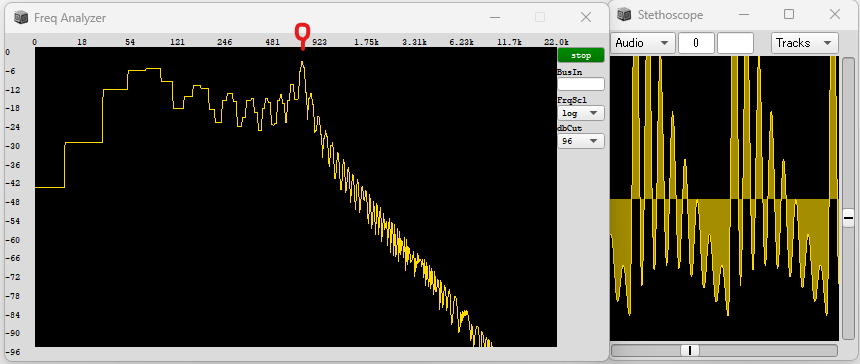 Freq Analyzer
0 18 54 121 246 481 923 1.75k 3.31k 6.23k 11.7k 22.0k
0
-6
-12
-18
-24
-30
-36
-42
-48
-54
-60
-66
-72
-78
-84
-90
-96
stop
BusIn
FrqScl
log
dbCut
96
Stethoscope
Audio 0 Tracks